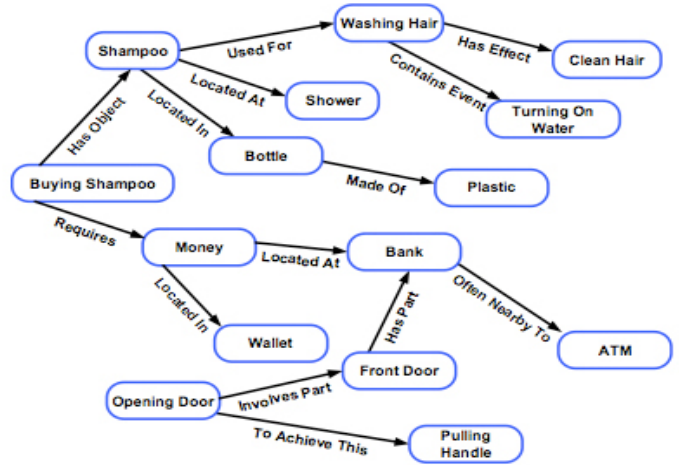 Washing Hair
Shampoo
Used For
Has Effect
Clean Hair
Located At
Contains Event
Shower
Turning On
Water
Has Object
Located In
Bottle
Made Of
Plastic
Buying Shampoo
Requires
Money
Located At
Bank
Often Nearby To
Located In
Has Part
Wallet
ATM
Front Door
Opening Door
Involves Part
To Achieve This
Pulling
Handle